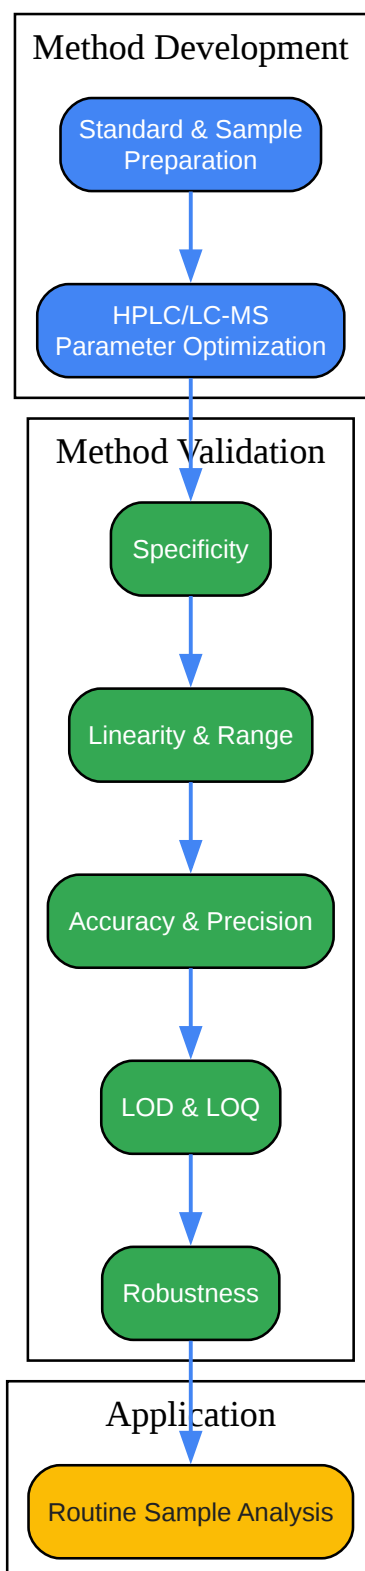 Method Development
Standard & Sample
Preparation
HPLC/LC-MS
Parameter Optimization
Method Validation
Specificity
Linearity & Range
Accuracy & Precision
LOD & LOQ
Robustness
Application
Routine Sample Analysis